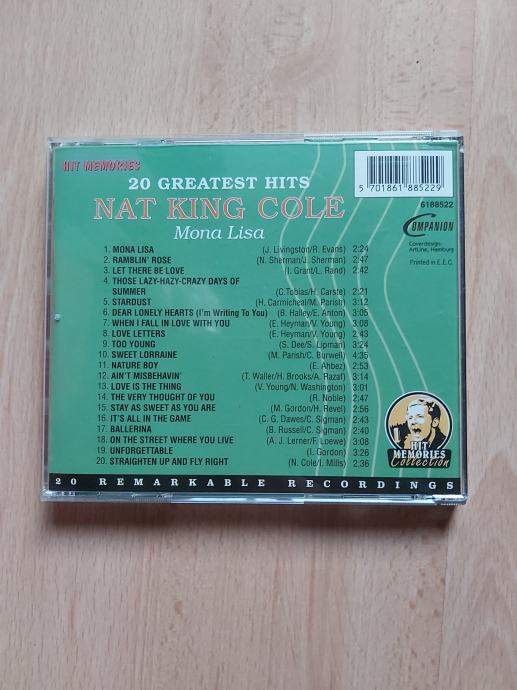 HIT MEMORIES
20 GREATEST HITS
NAT KING COLE
Mona Lisa
5 701861 885229
6188522
COMPANION
Coverdesign:
ArtLine, Hamburg
Printed in E.E.C.
1. MONA LISA (J. Livingston/R. Evans) 2:24
2. RAMBLIN' ROSE (N. Sherman/J. Sherman) 2:47
3. LET THERE BE LOVE (I. Grant/L. Rand) 2:42
4. THOSE LAZY-HAZY-CRAZY DAYS OF
SUMMER (C.Tobias/H. Carste) 2:21
5. STARDUST (H. Carmicheal/M. Parish) 3:12
6. DEAR LONELY HEARTS (I'm Writing To You) (B. Halley/E. Anton) 3:05
7. WHEN I FALL IN LOVE WITH YOU (E. Heyman/V. Young) 3:08
8. LOVE LETTERS (E. Heyman/V. Young) 2:43
9. TOO YOUNG (S. Dee/S. Lipman) 3:24
10. SWEET LORRAINE (M. Parish/C. Burwell) 4:35
11. NATURE BOY (E. Ahbez) 2:53
12. AIN'T MISBEHAVIN' (T. Waller/H. Brooks/A. Razaf) 3:14
13. LOVE IS THE THING (V. Young/N. Washington) 3:01
14. THE VERY THOUGHT OF YOU (R. Noble) 2:47
15. STAY AS SWEET AS YOU ARE (M. Gordon/H. Revel) 2:56
16. IT'S ALL IN THE GAME (C. G. Dawes/C. Sigman) 2:43
17. BALLERINA (B. Russell/C. Sigman) 2:40
18. ON THE STREET WHERE YOU LIVE (A. J. Lerner/F. Loewe) 3:08
19. UNFORGETTABLE (I. Gordon) 3:26
20. STRAIGHTEN UP AND FLY RIGHT (N. Cole/I. Mills) 2:36
HIT
MEMORIES
Collection
20 REMARKABLE RECORDINGS